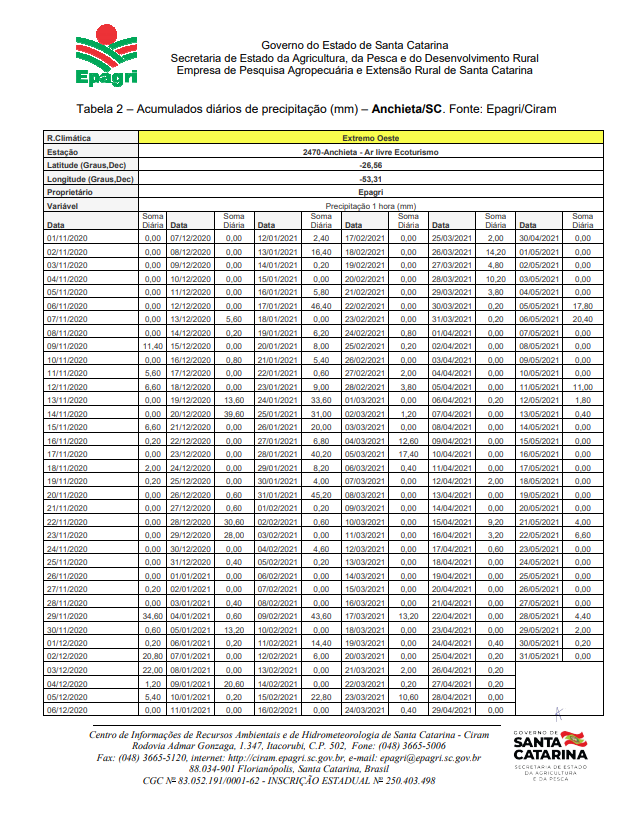 Epagri
Governo do Estado de Santa Catarina
Secretaria de Estado da Agricultura, da Pesca e do Desenvolvimento Rural
Empresa de Pesquisa Agropecuária e Extensão Rural de Santa Catarina
Tabela 2 – Acumulados diários de precipitação (mm) – Anchieta/SC. Fonte: Epagri/Ciram
R.Climática Extremo Oeste
Estação 2470-Anchieta - Ar livre Ecoturismo
Latitude (Graus,Dec) -26,56
Longitude (Graus,Dec) -53,31
Proprietário Epagri
Variável Precipitação 1 hora (mm)
Data Soma Diária Data Soma Diária Data Soma Diária Data Soma Diária Data Soma Diária Data Soma Diária
01/11/2020 0,00 07/12/2020 0,00 12/01/2021 2,40 17/02/2021 0,00 25/03/2021 2,00 30/04/2021 0,00
02/11/2020 0,00 08/12/2020 0,00 13/01/2021 16,40 18/02/2021 0,00 26/03/2021 14,20 01/05/2021 0,00
03/11/2020 0,00 09/12/2020 0,00 14/01/2021 0,20 19/02/2021 0,00 27/03/2021 4,80 02/05/2021 0,00
04/11/2020 0,00 10/12/2020 0,00 15/01/2021 0,00 20/02/2021 0,00 28/03/2021 10,20 03/05/2021 0,00
05/11/2020 0,00 11/12/2020 0,00 16/01/2021 5,80 21/02/2021 0,00 29/03/2021 3,80 04/05/2021 0,00
06/11/2020 0,00 12/12/2020 0,00 17/01/2021 46,40 22/02/2021 0,00 30/03/2021 0,20 05/05/2021 17,80
07/11/2020 0,00 13/12/2020 5,60 18/01/2021 0,00 23/02/2021 0,00 31/03/2021 0,20 06/05/2021 20,40
08/11/2020 0,00 14/12/2020 0,20 19/01/2021 6,20 24/02/2021 0,80 01/04/2021 0,00 07/05/2021 0,00
09/11/2020 11,40 15/12/2020 0,00 20/01/2021 8,00 25/02/2021 0,20 02/04/2021 0,00 08/05/2021 0,00
10/11/2020 0,00 16/12/2020 0,80 21/01/2021 5,40 26/02/2021 0,00 03/04/2021 0,00 09/05/2021 0,00
11/11/2020 5,60 17/12/2020 0,00 22/01/2021 0,60 27/02/2021 2,00 04/04/2021 0,00 10/05/2021 0,00
12/11/2020 6,60 18/12/2020 0,00 23/01/2021 9,00 28/02/2021 3,80 05/04/2021 0,00 11/05/2021 11,00
13/11/2020 0,00 19/12/2020 13,60 24/01/2021 33,60 01/03/2021 0,00 06/04/2021 0,20 12/05/2021 1,80
14/11/2020 0,00 20/12/2020 39,60 25/01/2021 31,00 02/03/2021 1,20 07/04/2021 0,00 13/05/2021 0,40
15/11/2020 6,60 21/12/2020 0,00 26/01/2021 20,00 03/03/2021 0,00 08/04/2021 0,00 14/05/2021 0,00
16/11/2020 0,20 22/12/2020 0,00 27/01/2021 6,80 04/03/2021 12,60 09/04/2021 0,00 15/05/2021 0,00
17/11/2020 0,00 23/12/2020 0,00 28/01/2021 40,20 05/03/2021 17,40 10/04/2021 0,00 16/05/2021 0,00
18/11/2020 2,00 24/12/2020 0,00 29/01/2021 8,20 06/03/2021 0,40 11/04/2021 0,00 17/05/2021 0,00
19/11/2020 0,20 25/12/2020 0,00 30/01/2021 4,00 07/03/2021 0,00 12/04/2021 2,00 18/05/2021 0,00
20/11/2020 0,00 26/12/2020 0,60 31/01/2021 45,20 08/03/2021 0,00 13/04/2021 0,00 19/05/2021 0,00
21/11/2020 0,00 27/12/2020 0,60 01/02/2021 0,20 09/03/2021 0,00 14/04/2021 0,00 20/05/2021 0,00
22/11/2020 0,00 28/12/2020 30,60 02/02/2021 0,60 10/03/2021 0,00 15/04/2021 9,20 21/05/2021 4,00
23/11/2020 0,00 29/12/2020 28,00 03/02/2021 0,00 11/03/2021 0,00 16/04/2021 3,20 22/05/2021 6,60
24/11/2020 0,00 30/12/2020 0,00 04/02/2021 4,60 12/03/2021 0,00 17/04/2021 0,60 23/05/2021 0,00
25/11/2020 0,00 31/12/2020 0,40 05/02/2021 0,20 13/03/2021 0,00 18/04/2021 0,00 24/05/2021 0,00
26/11/2020 0,00 01/01/2021 0,00 06/02/2021 0,00 14/03/2021 0,00 19/04/2021 0,00 25/05/2021 0,00
27/11/2020 0,20 02/01/2021 0,00 07/02/2021 0,00 15/03/2021 0,00 20/04/2021 0,00 26/05/2021 0,00
28/11/2020 0,00 03/01/2021 0,40 08/02/2021 0,00 16/03/2021 0,00 21/04/2021 0,00 27/05/2021 0,00
29/11/2020 34,60 04/01/2021 0,60 09/02/2021 43,60 17/03/2021 13,20 22/04/2021 0,00 28/05/2021 4,40
30/11/2020 0,60 05/01/2021 13,20 10/02/2021 0,00 18/03/2021 0,00 23/04/2021 0,00 29/05/2021 2,00
01/12/2020 0,20 06/01/2021 0,20 11/02/2021 14,40 19/03/2021 0,00 24/04/2021 0,40 30/05/2021 0,20
02/12/2020 20,80 07/01/2021 0,00 12/02/2021 6,00 20/03/2021 0,00 25/04/2021 0,20 31/05/2021 0,00
03/12/2020 22,00 08/01/2021 0,00 13/02/2021 0,00 21/03/2021 2,00 26/04/2021 0,20
04/12/2020 1,20 09/01/2021 20,60 14/02/2021 0,00 22/03/2021 0,20 27/04/2021 0,20
05/12/2020 5,40 10/01/2021 0,20 15/02/2021 22,80 23/03/2021 10,60 28/04/2021 0,00
06/12/2020 0,00 11/01/2021 0,00 16/02/2021 0,00 24/03/2021 0,40 29/04/2021 0,00
Centro de Informações de Recursos Ambientais e de Hidrometeorologia de Santa Catarina - Ciram
Rodovia Admar Gonzaga, 1.347, Itacorubi, C.P. 502, Fone: (048) 3665-5006
Fax: (048) 3665-5120, internet: http://ciram.epagri.sc.gov.br, e-mail: epagri@epagri.sc.gov.br
88.034-901 Florianópolis, Santa Catarina, Brasil
CGC Nº 83.052.191/0001-62 - INSCRIÇÃO ESTADUAL Nº 250.403.498
GOVERNO DE
SANTA
CATARINA
SECRETARIA DE ESTADO
DA AGRICULTURA
E DA PESCA